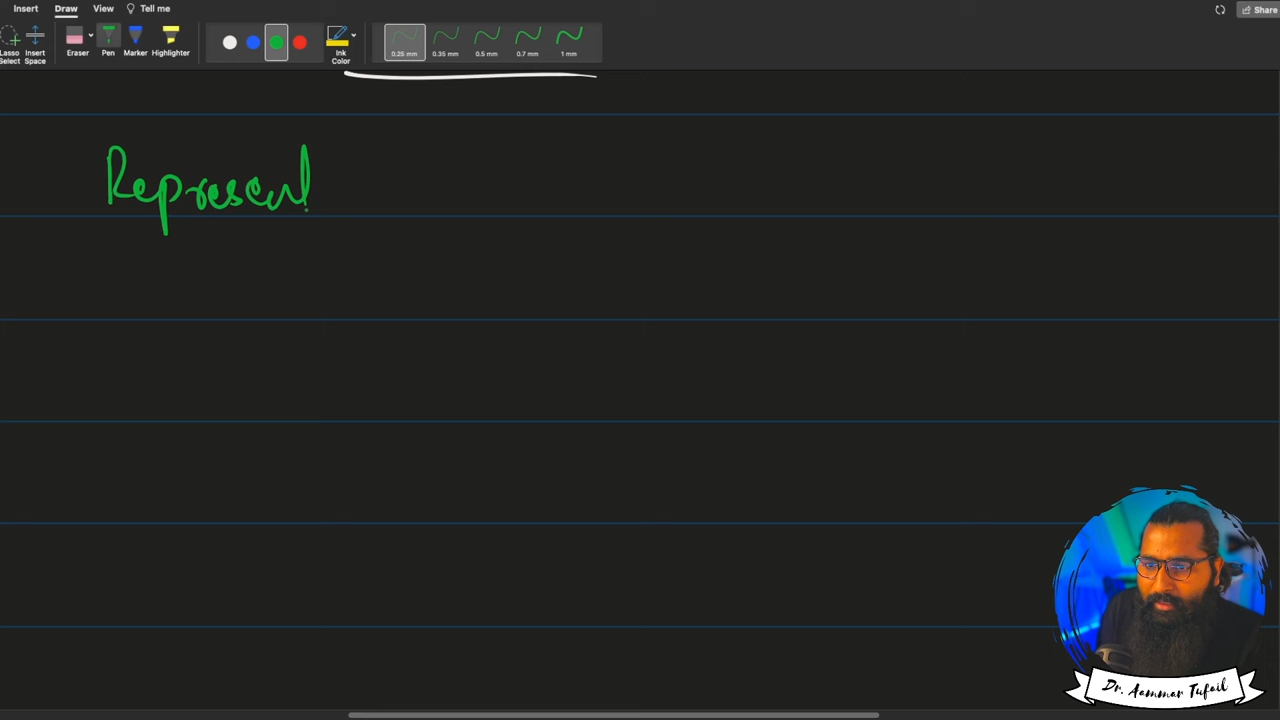 Insert Draw View Tell me Share
Lasso Select Insert Space Eraser Pen Marker Highlighter Ink Color 0.25 mm 0.35 mm 0.5 mm 0.7 mm 1 mm
Represent
Dr. Aammar Tufail